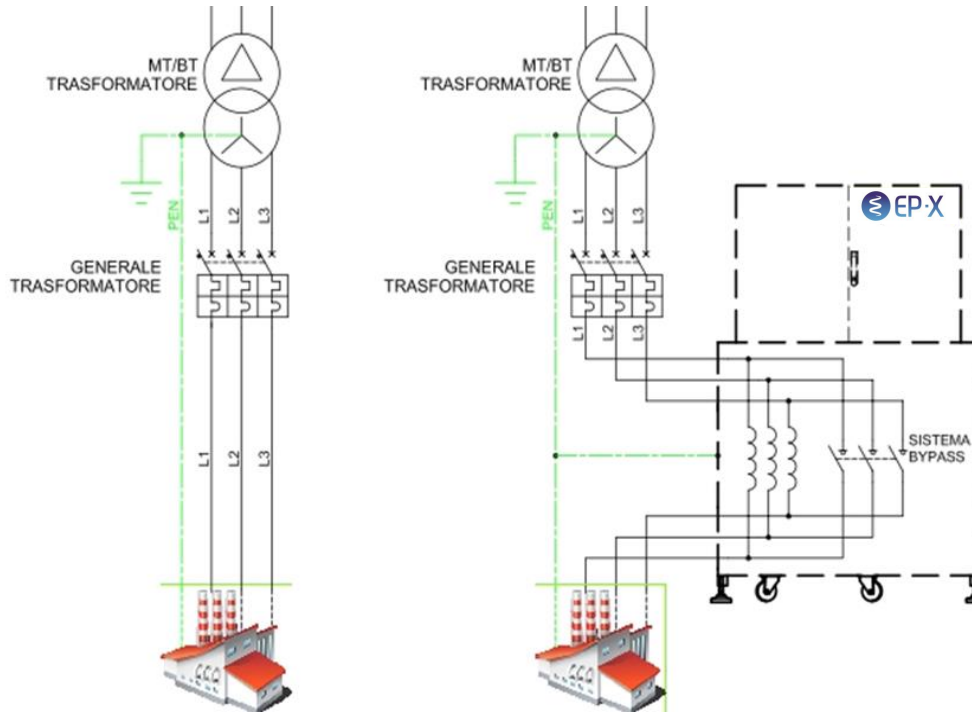 MT/BT
TRASFORMATORE
PEN
L1
L2
L3
GENERALE
TRASFORMATORE
L1
L2
L3
MT/BT
TRASFORMATORE
PEN
L1
L2
L3
GENERALE
TRASFORMATORE
L1
L2
L3
EP·X
SISTEMA
BYPASS